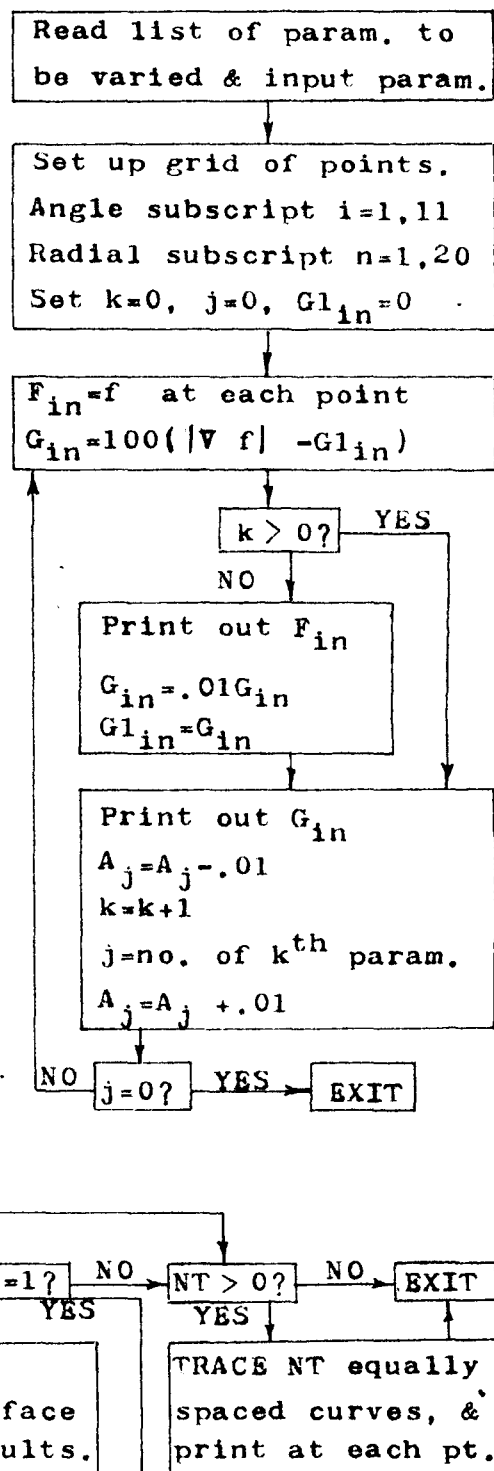 Read list of param. to
be varied & input param.
Set up grid of points.
Angle subscript i=1,11
Radial subscript n=1,20
Set k=0, j=0, G1in=0
Fin=f at each point
Gin=100(|∇ f| -G1in)
k > 0?
YES
NO
Print out Fin
Gin=.01Gin
G1in=Gin
Print out Gin
Aj=Aj-.01
k=k+1
j=no. of kth param.
Aj=Aj +.01
NO
j=0?
YES
EXIT
=1?
NO
NT > 0?
NO
EXIT
YES
YES
face
ults.
TRACE NT equally
spaced curves, &
print at each pt.